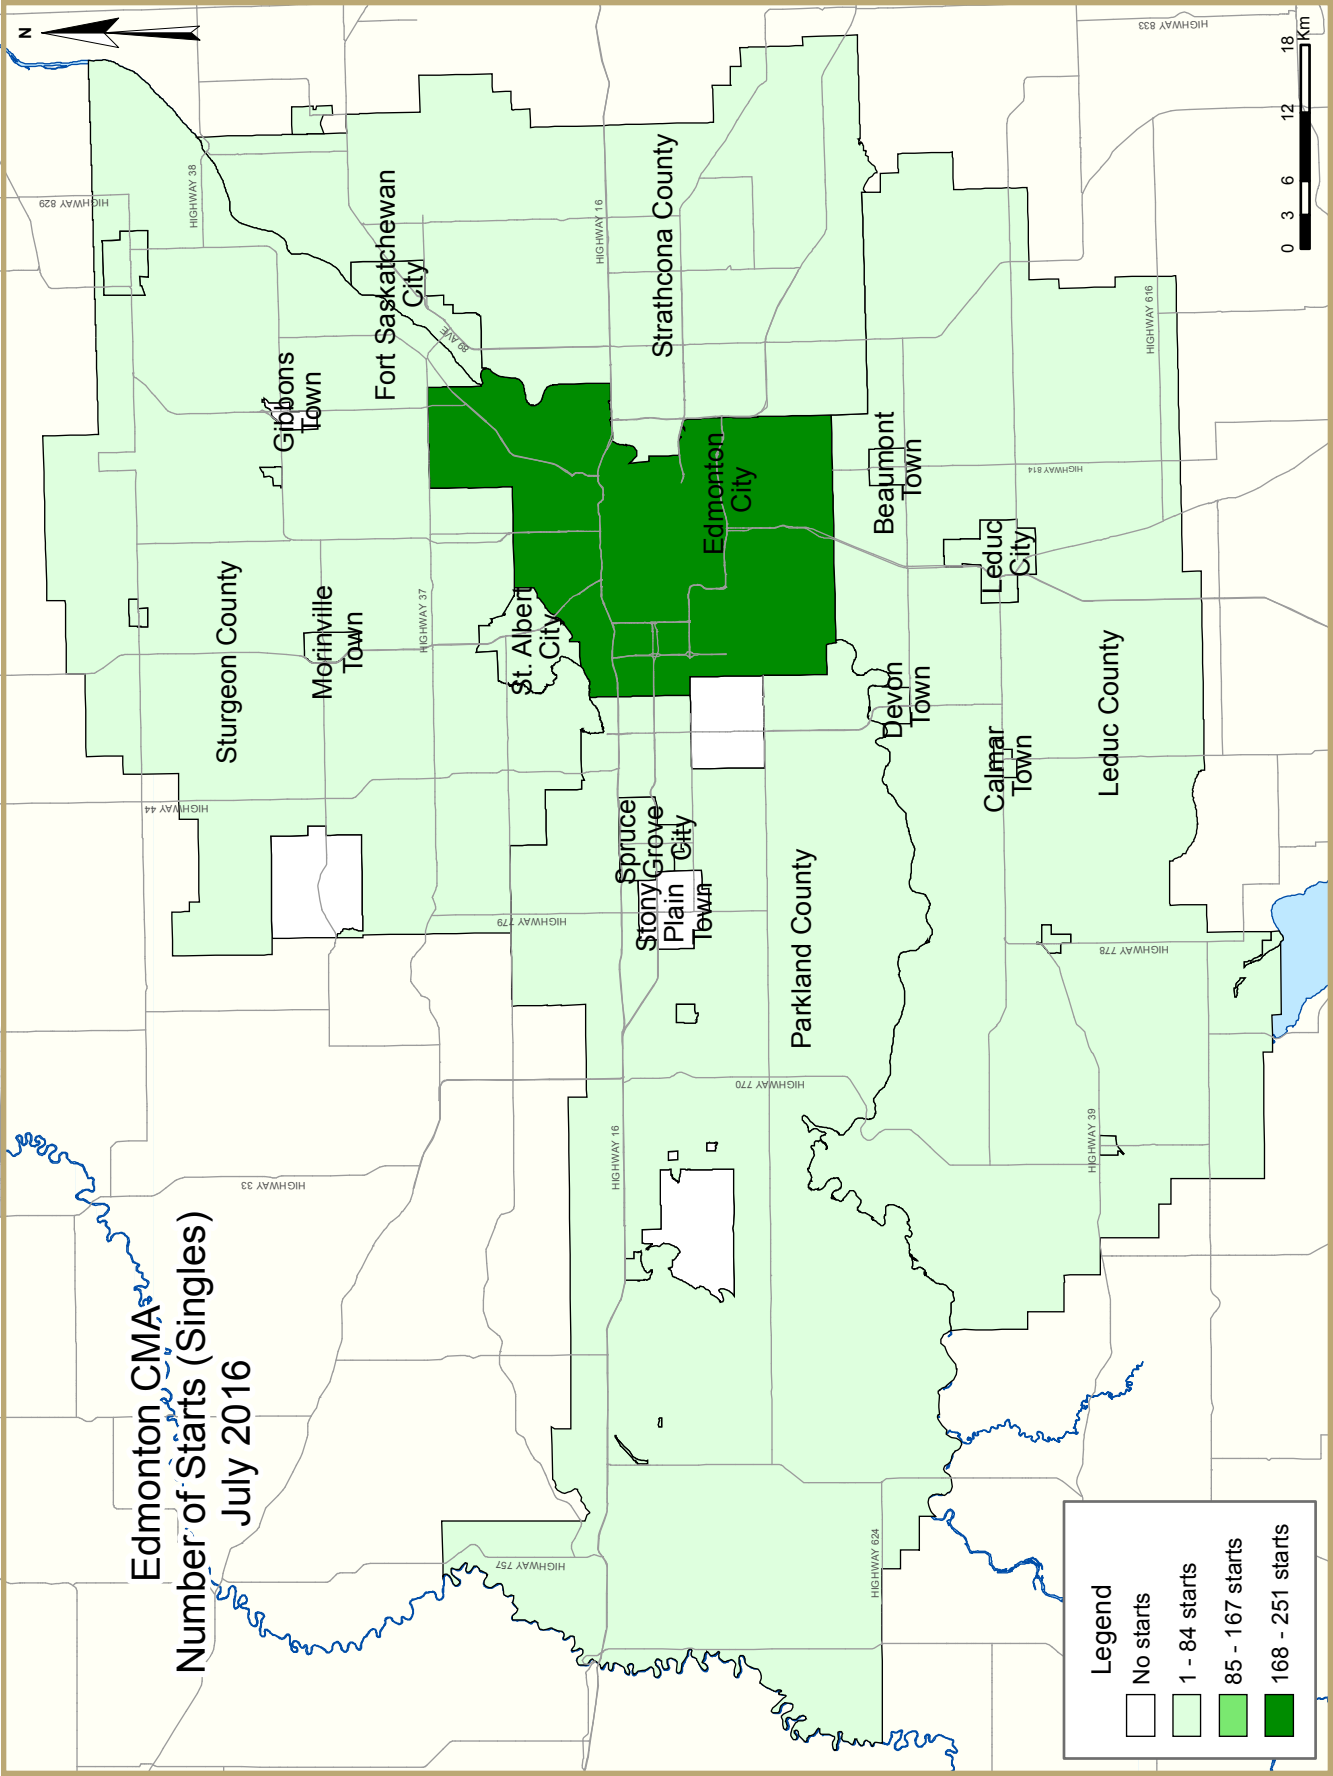 Edmonton CMA
Number of Starts (Singles)
July 2016
N
HIGHWAY 829
HIGHWAY 38
HIGHWAY 833
Gibbons
Town
Fort Saskatchewan
City
89 AVE
HIGHWAY 16
Strathcona County
Sturgeon County
Morinville
Town
HIGHWAY 37
St. Albert
City
Edmonton
City
Beaumont
Town
HIGHWAY 814
HIGHWAY 616
Leduc
City
HIGHWAY 44
HIGHWAY 779
Spruce
Grove
City
Stony
Plain
Town
Devon
Town
Calmar
Town
Leduc County
Parkland County
HIGHWAY 778
HIGHWAY 770
HIGHWAY 39
HIGHWAY 33
HIGHWAY 16
HIGHWAY 757
HIGHWAY 624
Legend
No starts
1 - 84 starts
85 - 167 starts
168 - 251 starts
0 3 6 12 18
Km